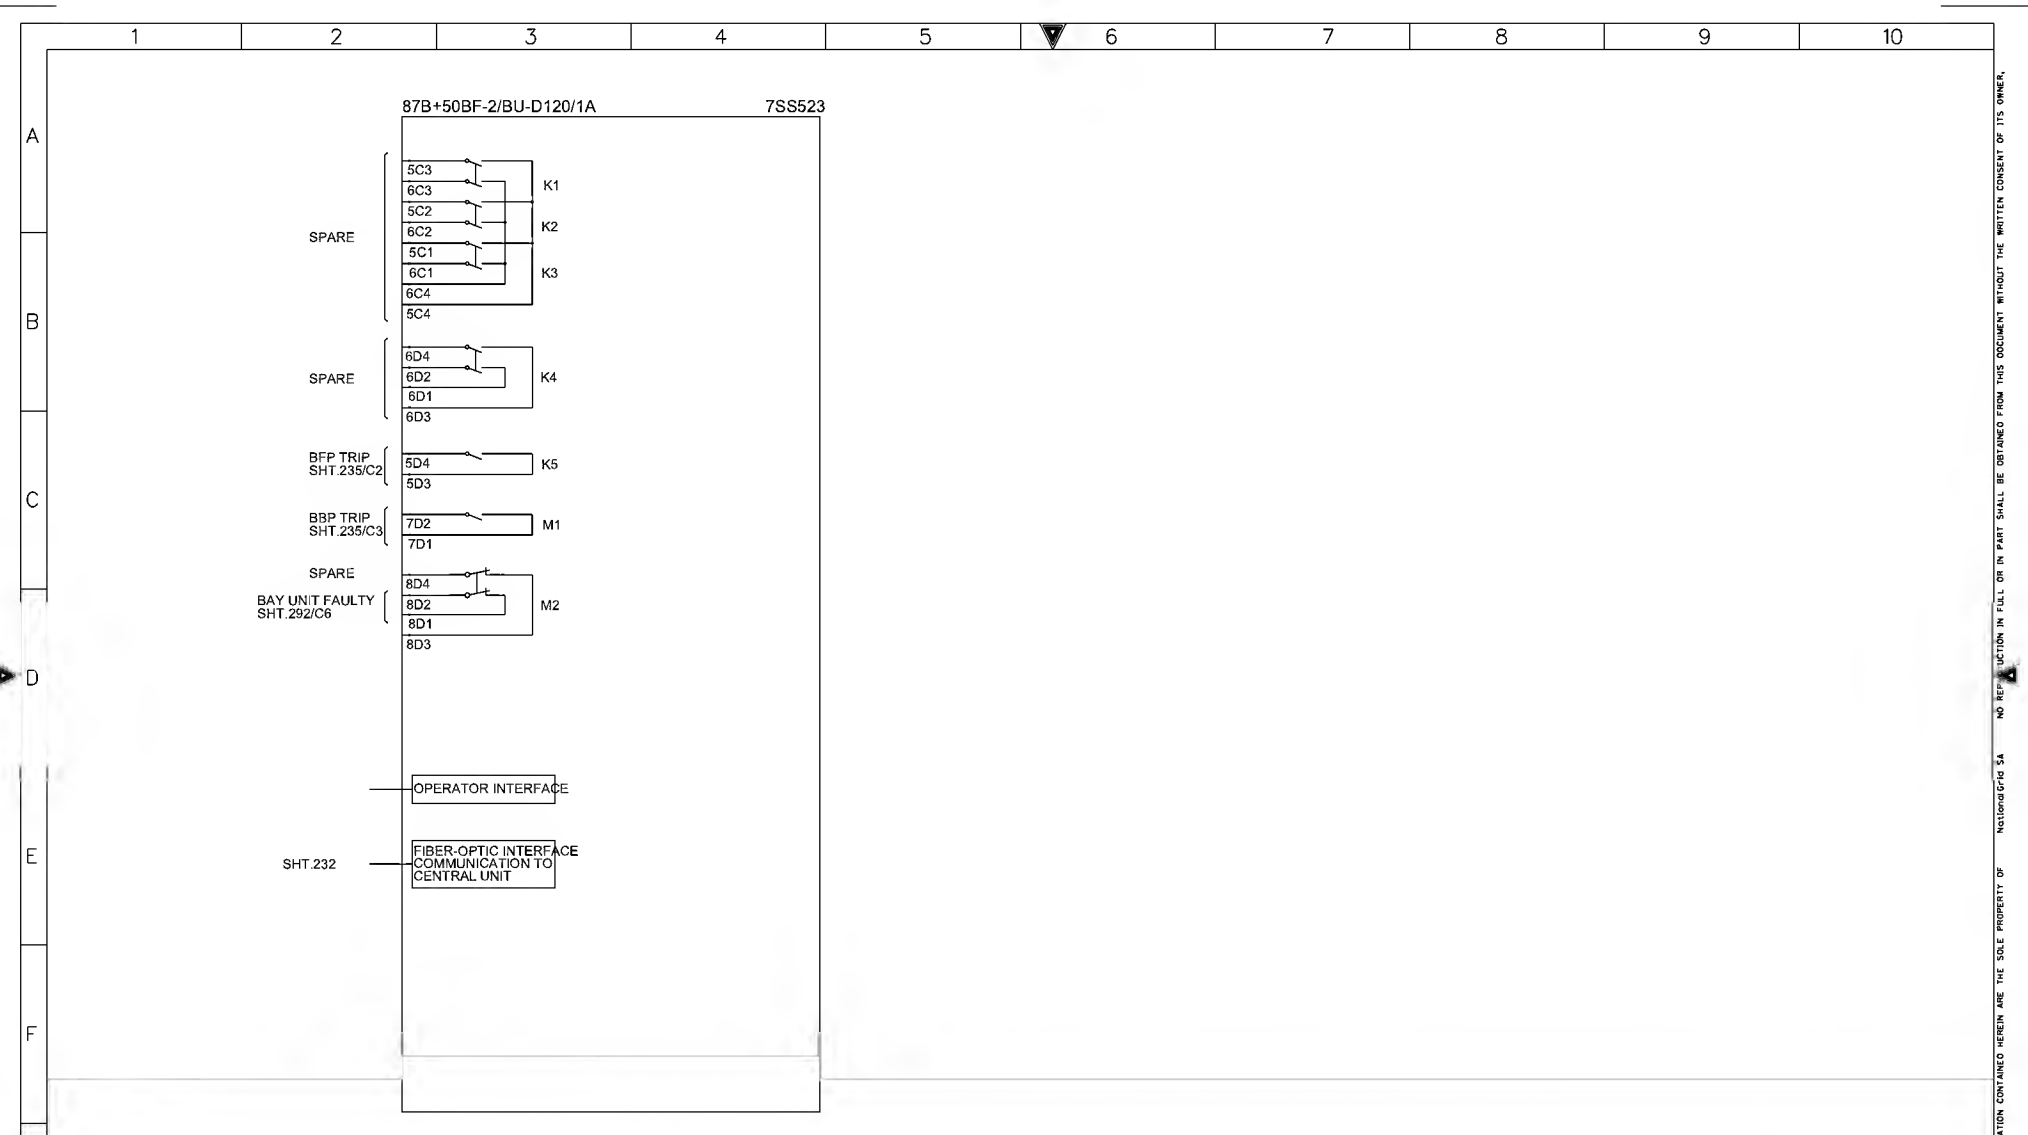 1 2 3 4 5 6 7 8 9 10
87B+50BF-2/BU-D120/1A 7SS523
A
5C3
6C3
K1
5C2
6C2
K2
SPARE
5C1
6C1
K3
6C4
5C4
B
6D4
6D2
K4
SPARE
6D1
6D3
BFP TRIP
SHT.235/C2
5D4
K5
5D3
C
BBP TRIP
SHT.235/C3
7D2
M1
7D1
SPARE
8D4
BAY UNIT FAULTY
SHT.292/C6
8D2
M2
8D1
8D3
D
OPERATOR INTERFACE
E
SHT.232
FIBER-OPTIC INTERFACE
COMMUNICATION TO
CENTRAL UNIT
F
CONTAINED HEREIN ARE THE SOLE PROPERTY OF NationalGrid SA NO UCTION IN FULL OR IN PART SHALL BE OBTAINED FROM THIS DOCUMENT WITHOUT THE WRITTEN CONSENT OF ITS OWNER.